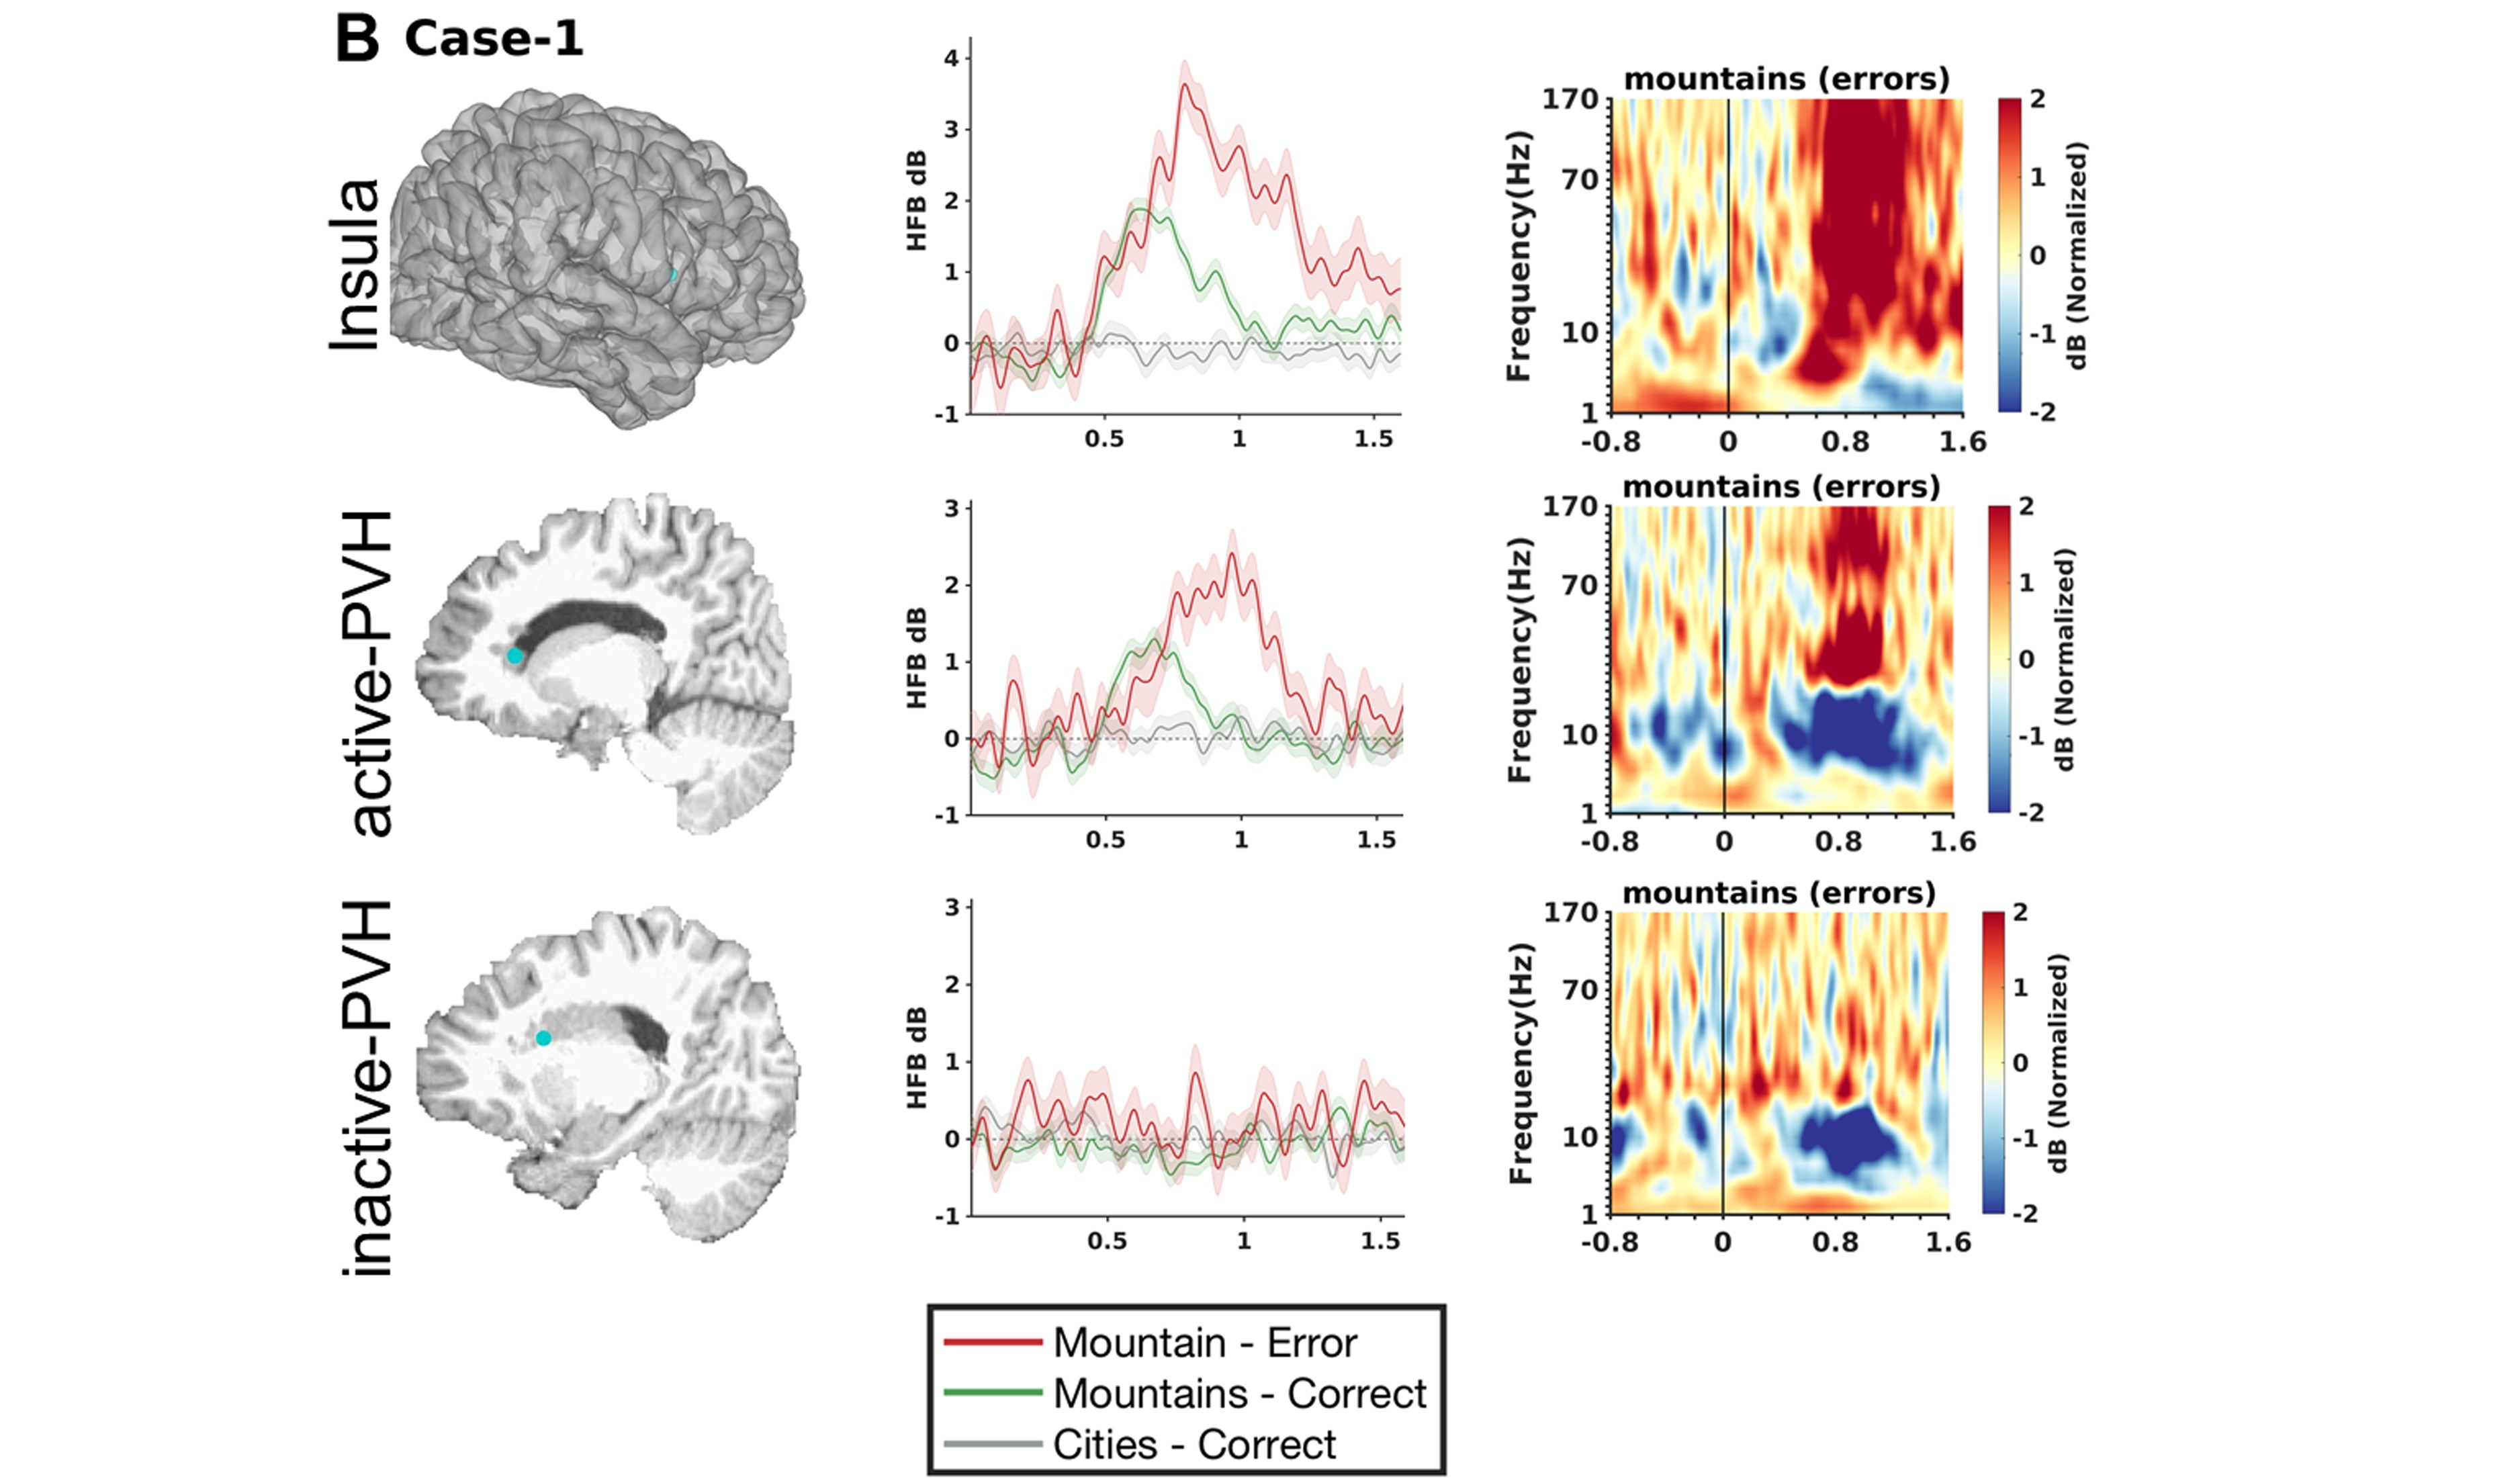 B Case-1
Insula
4
3
2
1
0
-1
HFB dB
0.5 1 1.5
mountains (errors)
170
70
10
1
Frequency(Hz)
-0.8 0 0.8 1.6
2
1
0
-1
-2
dB (Normalized)
active-PVH
3
2
1
0
-1
HFB dB
0.5 1 1.5
mountains (errors)
170
70
10
1
Frequency(Hz)
-0.8 0 0.8 1.6
2
1
0
-1
-2
dB (Normalized)
inactive-PVH
3
2
1
0
-1
HFB dB
0.5 1 1.5
mountains (errors)
170
70
10
1
Frequency(Hz)
-0.8 0 0.8 1.6
2
1
0
-1
-2
dB (Normalized)
Mountain - Error
Mountains - Correct
Cities - Correct